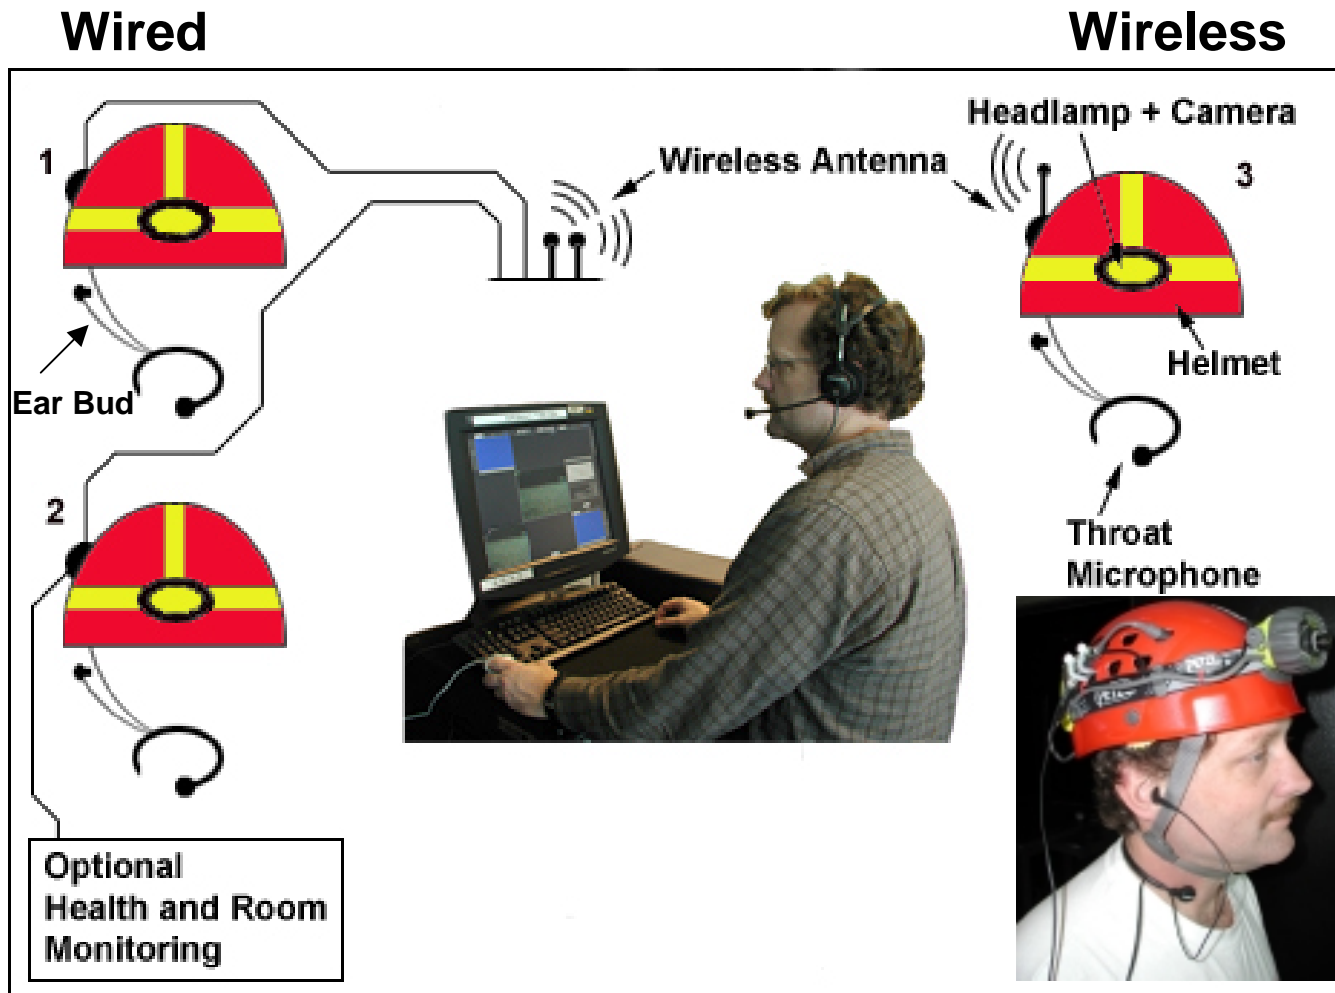 Wired
Wireless
Headlamp + Camera
Wireless Antenna
1
3
Helmet
Ear Bud
2
Throat
Microphone
PETZL
Optional
Health and Room
Monitoring